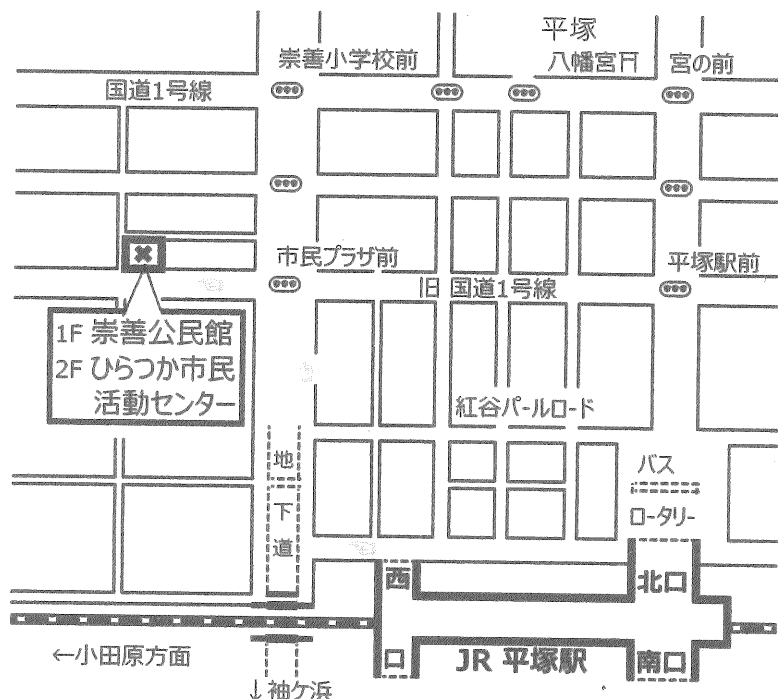 平塚
八幡宮
崇善小学校前
宮の前
国道1号線
市民プラザ前
平塚駅前
旧 国道1号線
1F 崇善公民館
2F ひらつか市民
活動センター
紅谷パールロード
地
下
道
バス
ロータリー
西
口
北口
JR 平塚駅
南口
←小田原方面
↓袖ケ浜